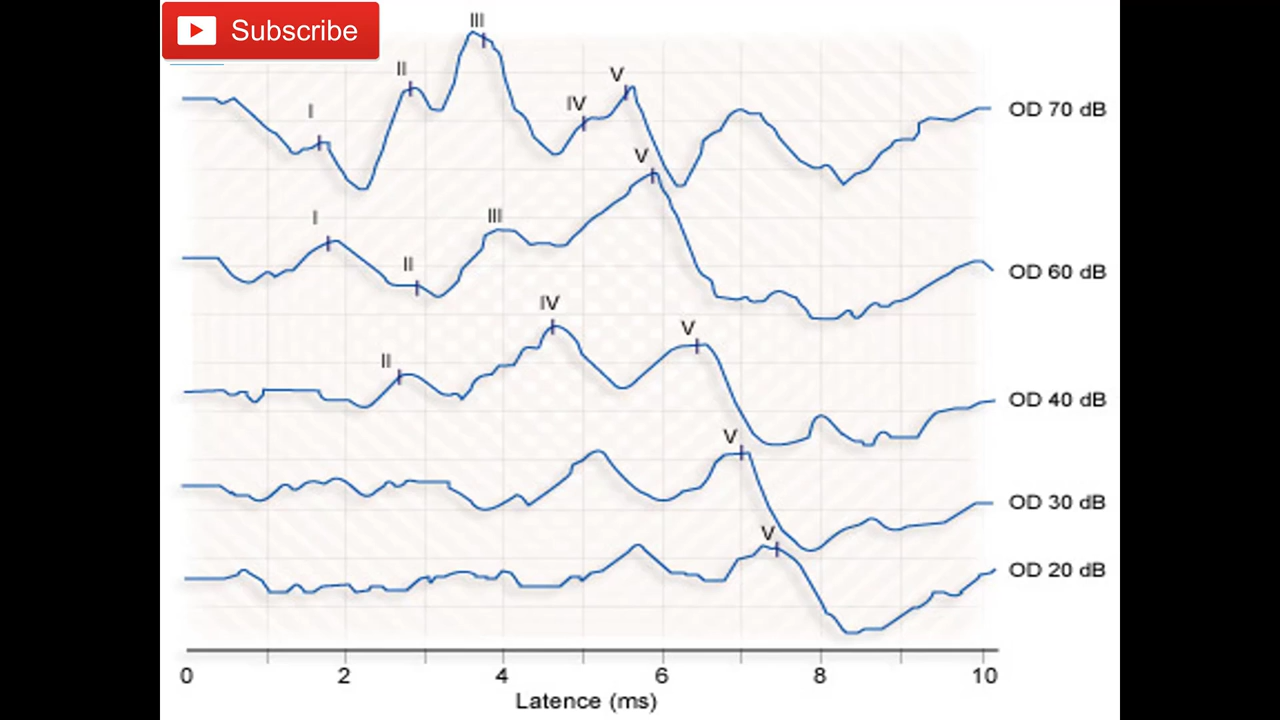 Subscribe
III
II
I
IV
V
OD 70 dB
V
I
III
II
OD 60 dB
IV
V
II
OD 40 dB
V
OD 30 dB
V
OD 20 dB
0 2 4 6 8 10
Latence (ms)